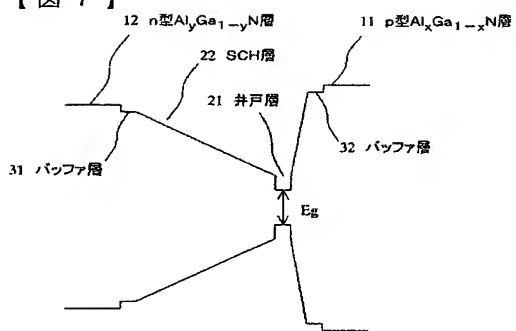 【図7】
12 n型AlyGa1-yN層
11 p型AlxGa1-xN層
22 SCH層
21 井戸層
31 バッファ層
32 バッファ層
Eg